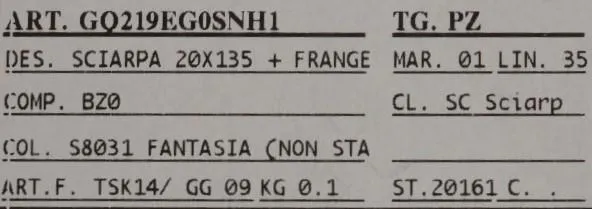 ART. GQ219EG0SNH1 TG. PZ
DES. SCIARPA 20X135 + FRANGE MAR. 01 LIN. 35
COMP. BZ0 CL. SC Sciarp
COL. S8031 FANTASIA (NON STA
ART.F. TSK14/ GG 09 KG 0.1 ST.20161 C. .